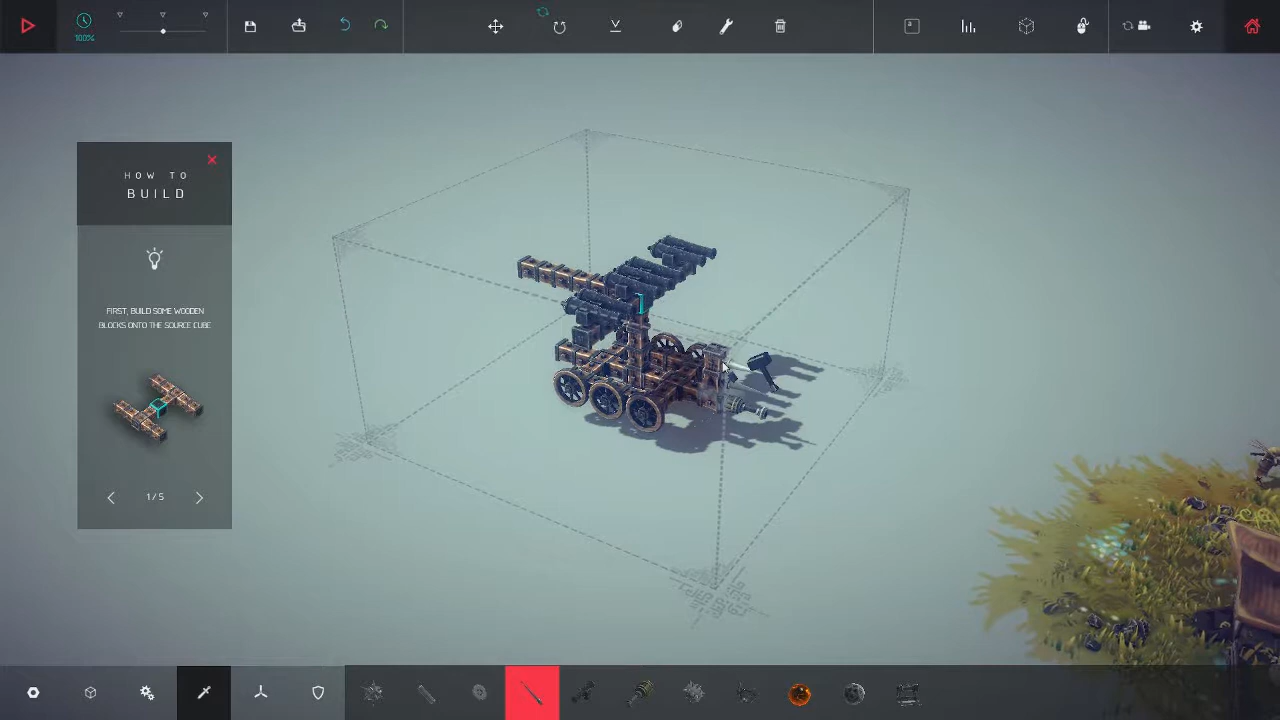 100%
HOW TO
BUILD
FIRST, BUILD SOME WOODEN
BLOCKS ONTO THE SOURCE CUBE
1/5